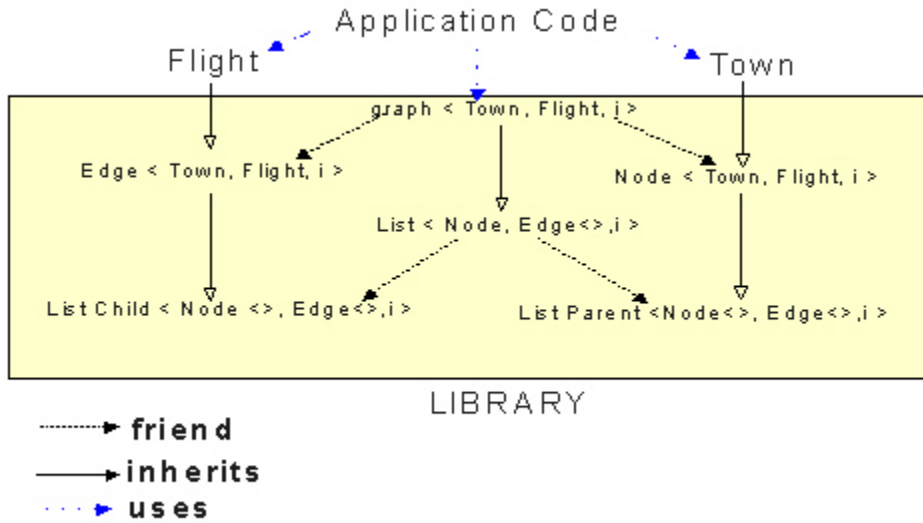 Application Code
Flight
Town
graph < Town, Flight, i >
Edge < Town, Flight, i >
Node < Town, Flight, i >
List < Node, Edge<>,i >
List Child < Node <>, Edge<>,i >
List Parent <Node<>, Edge<>,i >
LIBRARY
friend
inherits
uses